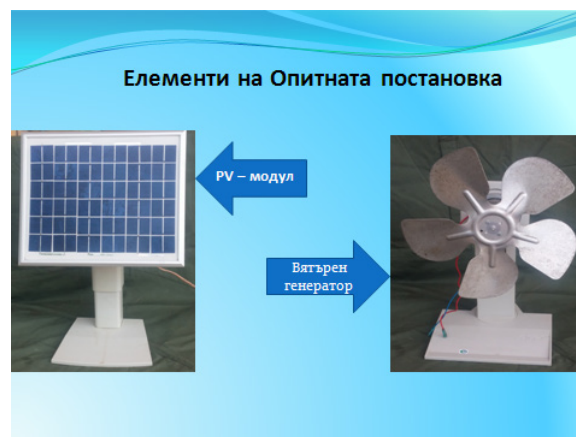 Елементи на Опитната постановка
PV – модул
Вятърен
генератор